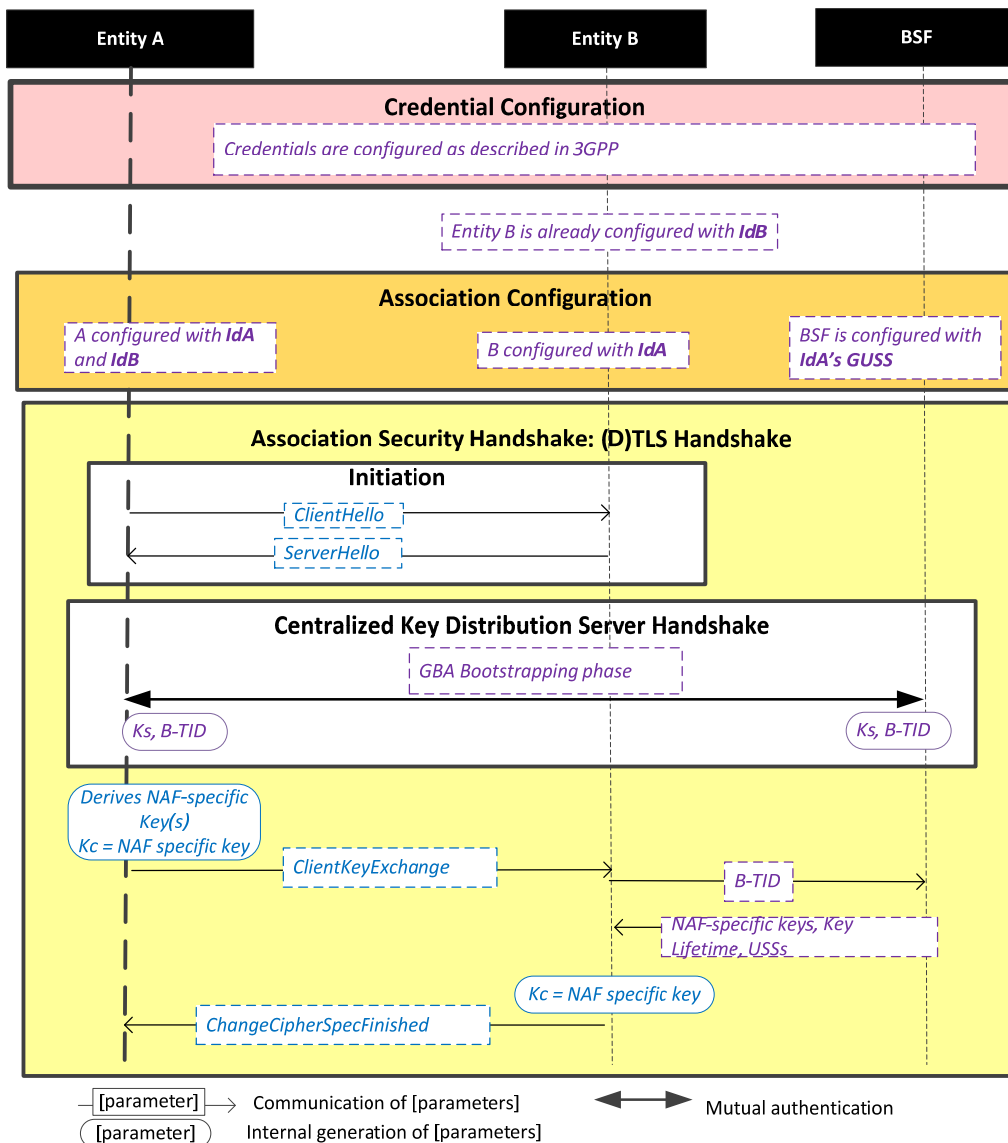 Entity A
Entity B
BSF
Credential Configuration
Credentials are configured as described in 3GPP
Entity B is already configured with IdB
Association Configuration
A configured with IdA
and IdB
B configured with IdA
BSF is configured with
IdA's GUSS
Association Security Handshake: (D)TLS Handshake
Initiation
ClientHello
ServerHello
Centralized Key Distribution Server Handshake
GBA Bootstrapping phase
Ks, B-TID
Ks, B-TID
Derives NAF-specific
Key(s)
Kc = NAF specific key
ClientKeyExchange
B-TID
NAF-specific keys, Key
Lifetime, USSs
Kc = NAF specific key
ChangeCipherSpecFinished
[parameter]
Communication of [parameters]
Mutual authentication
[parameter]
Internal generation of [parameters]